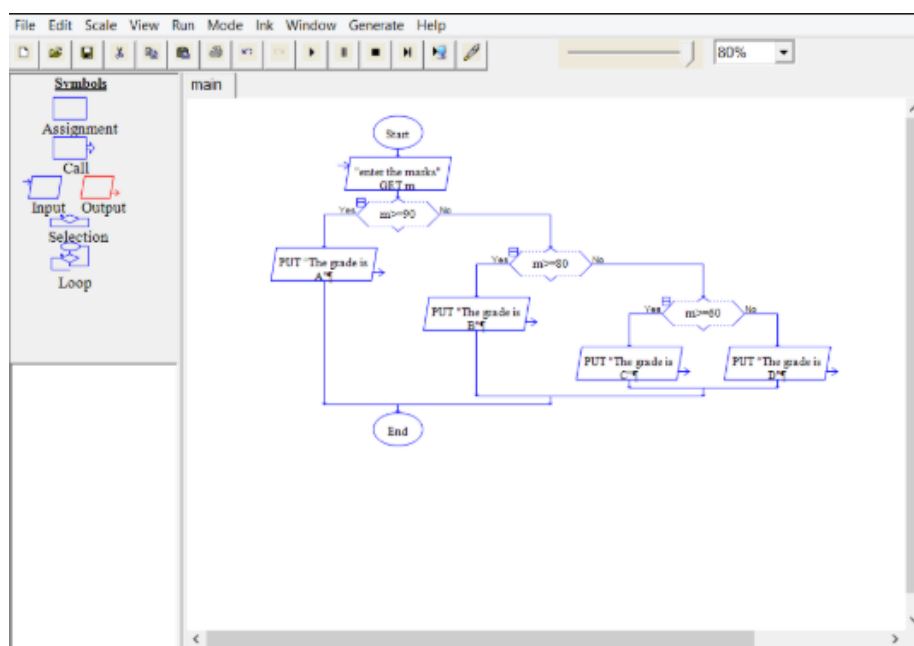 File Edit Scale View Run Mode Ink Window Generate Help
80%
Symbols
main
Assignment
Call
Input Output
Selection
Loop
Start
"enter the marks"
GET m
Yes m>=90 No
PUT "The grade is
A"¶
Yes m>=80 No
PUT "The grade is
B"¶
Yes m>=60 No
PUT "The grade is
C"¶
PUT "The grade is
D"¶
End